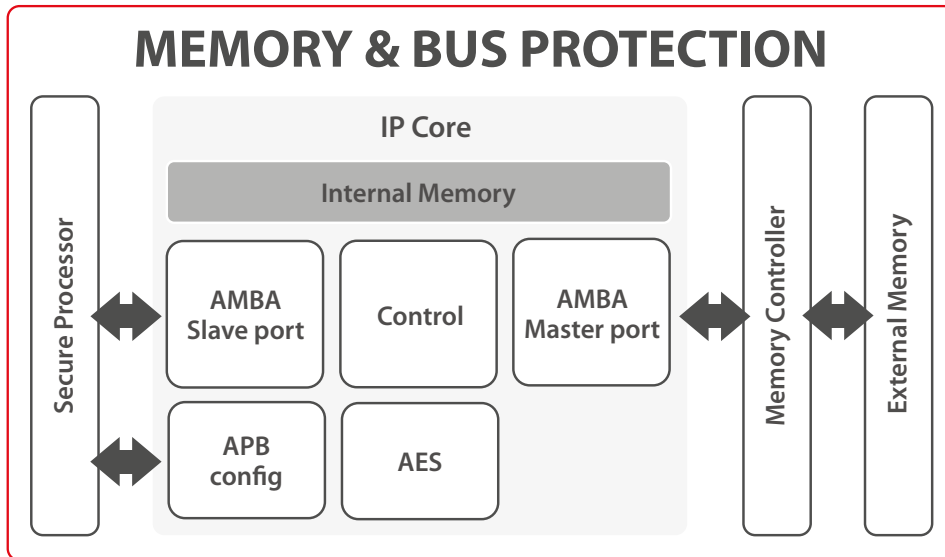 MEMORY & BUS PROTECTION
Secure Processor
IP Core
Internal Memory
AMBA
Slave port
Control
AMBA
Master port
APB
config
AES
Memory Controller
External Memory